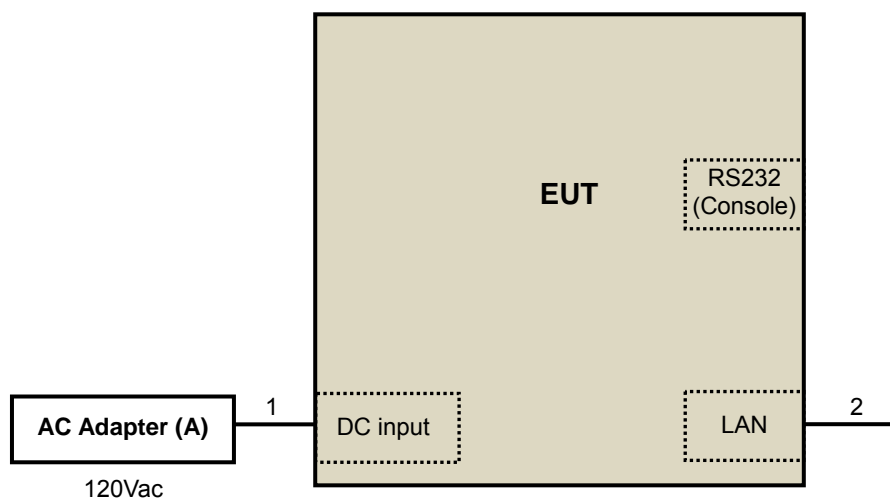 EUT
RS232
(Console)
AC Adapter (A)
1
DC input
LAN
2
120Vac